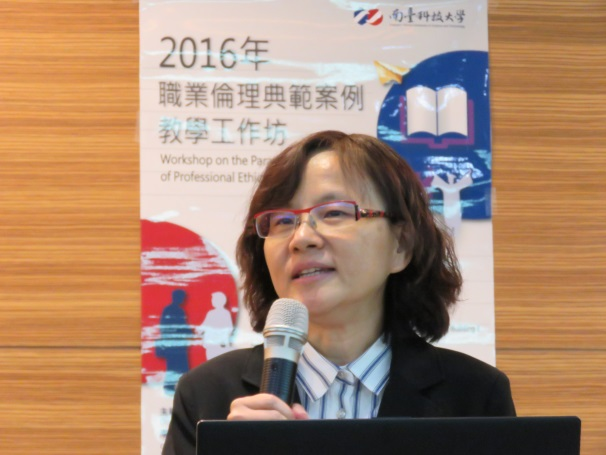 南臺科技大學
2016年
職業倫理典範案例
教學工作坊
Workshop on the Para
of Professional Ethi